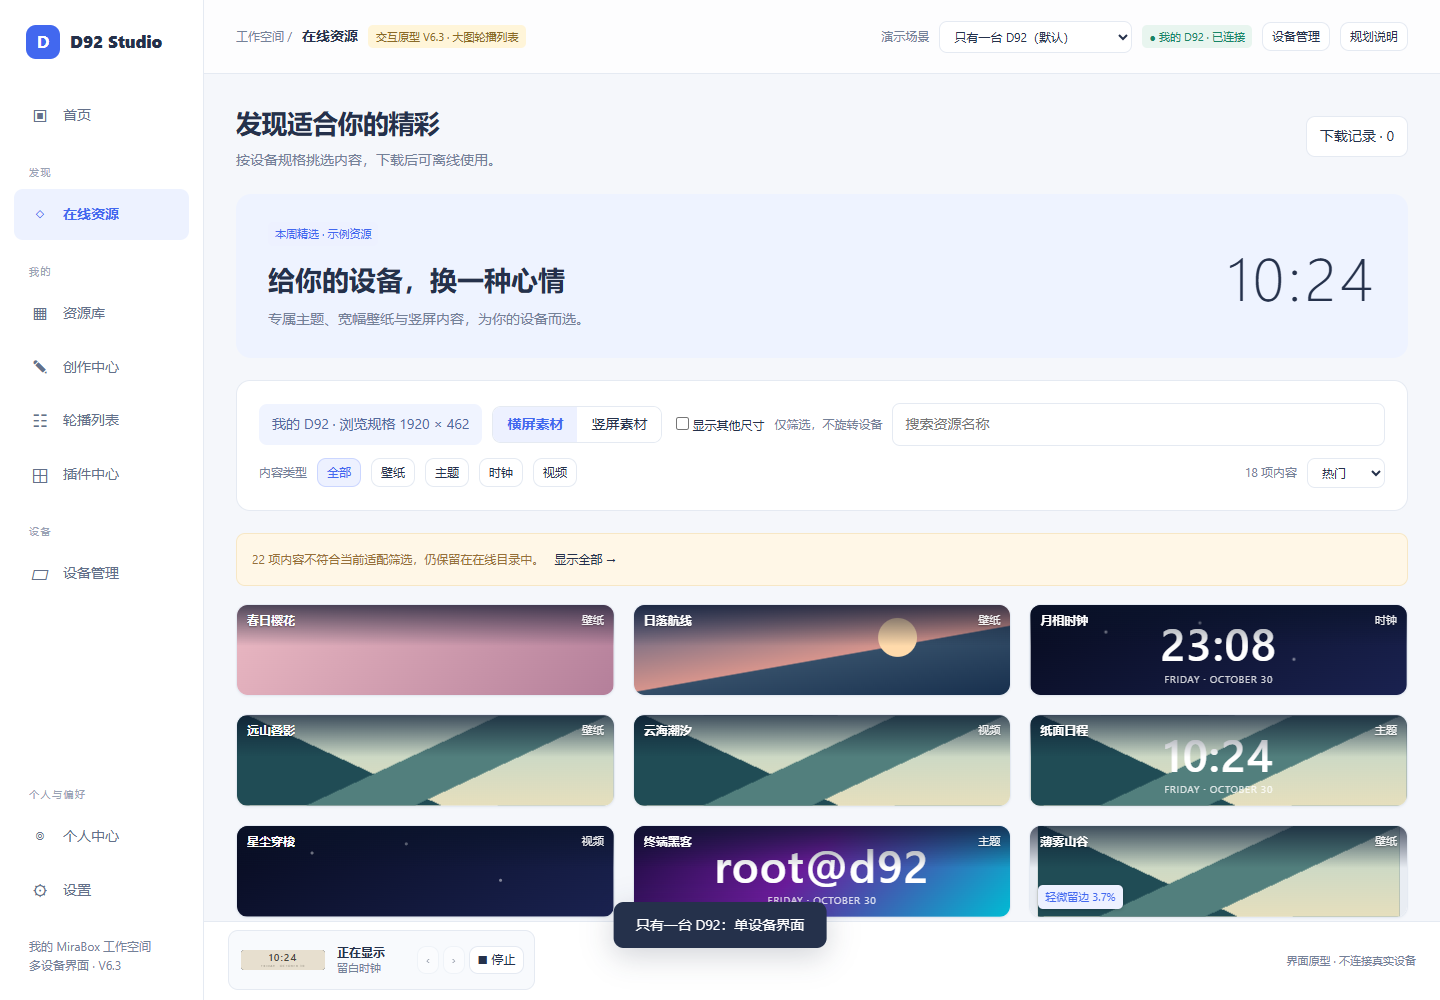 D D92 Studio
工作空间 / 在线资源 交互原型 V6.3 · 大图轮播列表
演示场景 只有一台 D92（默认） ● 我的 D92 · 已连接 设备管理 规划说明
首页
发现
在线资源
我的
资源库
创作中心
轮播列表
插件中心
设备
设备管理
个人与偏好
个人中心
设置
我的 MiraBox 工作空间
多设备界面 · V6.3
发现适合你的精彩
按设备规格挑选内容，下载后可离线使用。
下载记录 · 0
本周精选 · 示例资源
给你的设备，换一种心情
专属主题、宽幅壁纸与竖屏内容，为你的设备而选。
10:24
我的 D92 · 浏览规格 1920 × 462 横屏素材 竖屏素材 显示其他尺寸 仅筛选，不旋转设备 搜索资源名称
内容类型 全部 壁纸 主题 时钟 视频 18 项内容 热门
22 项内容不符合当前适配筛选，仍保留在在线目录中。 显示全部 →
春日樱花 壁纸
日落航线 壁纸
月相时钟 时钟
23:08
FRIDAY · OCTOBER 30
远山叠影 壁纸
云海潮汐 视频
纸面日程 主题
10:24
FRIDAY · OCTOBER 30
星尘穿梭 视频
终端黑客 主题
root@d92
FRIDAY · OCTOBER 30
薄雾山谷 壁纸
轻微留边 3.7%
只有一台 D92：单设备界面
10:24
正在显示
留白时钟
‹ › ■ 停止
界面原型 · 不连接真实设备